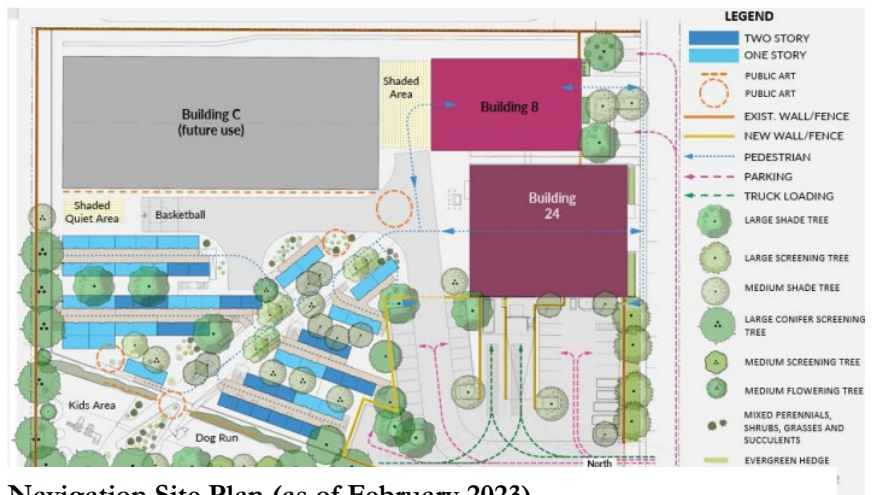 LEGEND
TWO STORY
ONE STORY
PUBLIC ART
PUBLIC ART
EXIST. WALL/FENCE
NEW WALL/FENCE
PEDESTRIAN
PARKING
TRUCK LOADING
LARGE SHADE TREE
LARGE SCREENING TREE
MEDIUM SHADE TREE
LARGE CONIFER SCREENING
TREE
MEDIUM SCREENING TREE
MEDIUM FLOWERING TREE
MIXED PERENNIALS,
SHRUBS, GRASSES AND
SUCCULENTS
EVERGREEN HEDGE
Building C
(future use)
Shaded
Area
Building 8
Building
24
Shaded
Quiet Area
Basketball
Kids Area
Dog Run
North
Navigation Site Plan (as of February 2023)